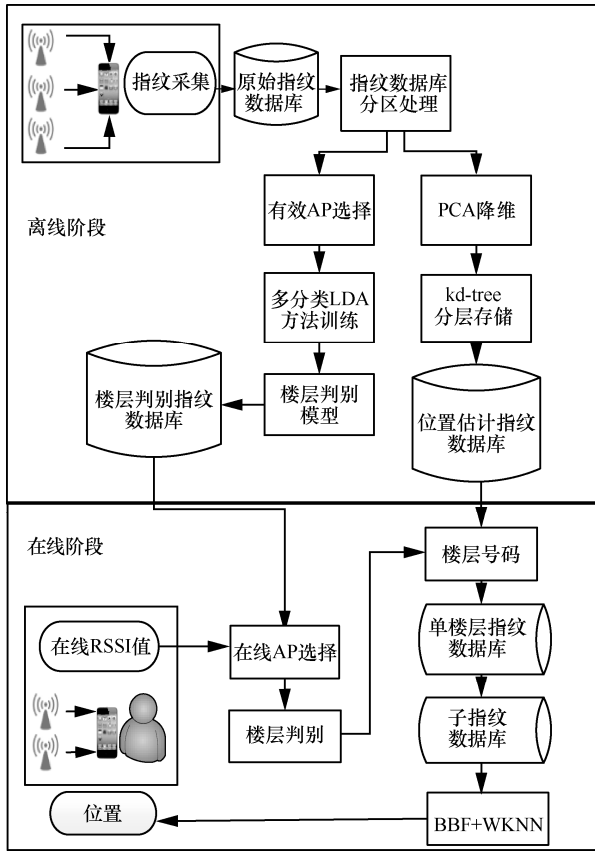 指纹采集
原始指纹
数据库
指纹数据库
分区处理
离线阶段
有效AP选择
PCA降维
多分类LDA
方法训练
kd-tree
分层存储
楼层判别指纹
数据库
楼层判别
模型
位置估计指纹
数据库
在线阶段
楼层号码
在线RSSI值
在线AP选择
单楼层指纹
数据库
楼层判别
子指纹
数据库
位置
BBF+WKNN